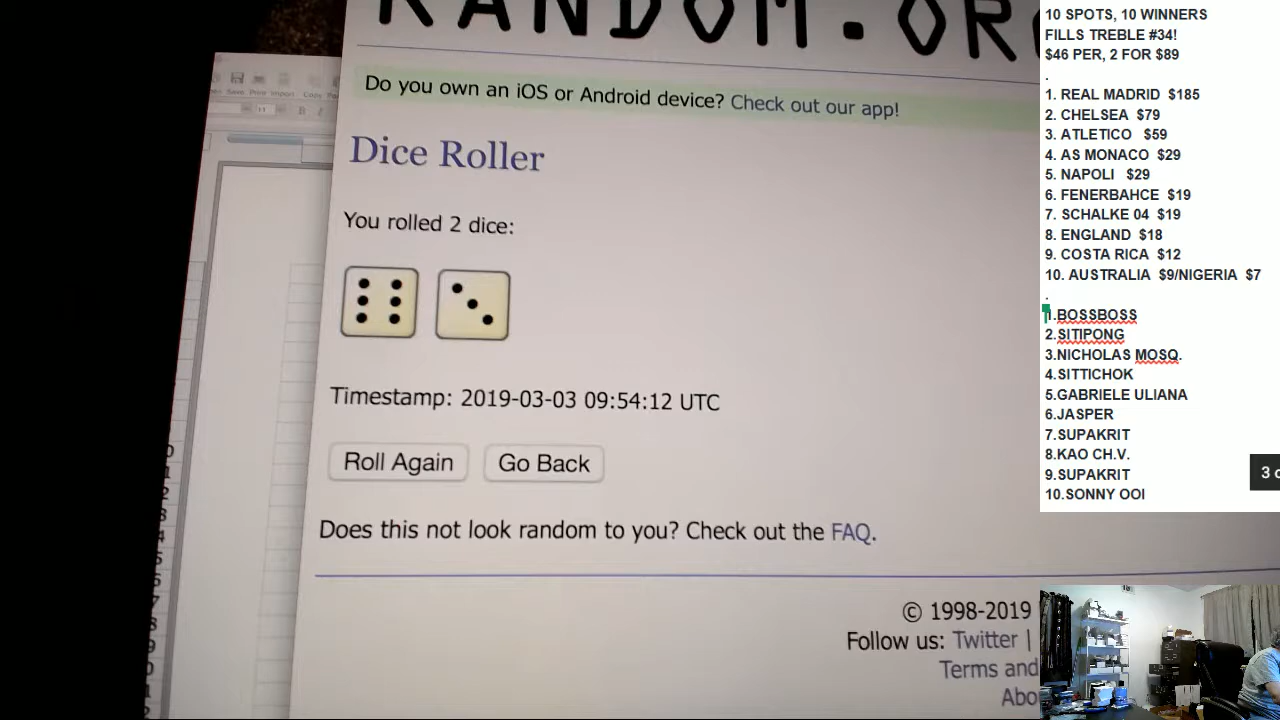 RANDOM.ORG
Do you own an iOS or Android device? Check out our app!
Dice Roller
You rolled 2 dice:
Timestamp: 2019-03-03 09:54:12 UTC
Roll Again
Go Back
Does this not look random to you? Check out the FAQ.
© 1998-2019
Follow us: Twitter |
Terms and
Abo
10 SPOTS, 10 WINNERS
FILLS TREBLE #34!
$46 PER, 2 FOR $89
.
1. REAL MADRID $185
2. CHELSEA $79
3. ATLETICO $59
4. AS MONACO $29
5. NAPOLI $29
6. FENERBAHCE $19
7. SCHALKE 04 $19
8. ENGLAND $18
9. COSTA RICA $12
10. AUSTRALIA $9/NIGERIA $7
.
1.BOSSBOSS
2.SITIPONG
3.NICHOLAS MOSQ.
4.SITTICHOK
5.GABRIELE ULIANA
6.JASPER
7.SUPAKRIT
8.KAO CH.V.
9.SUPAKRIT
10.SONNY OOI